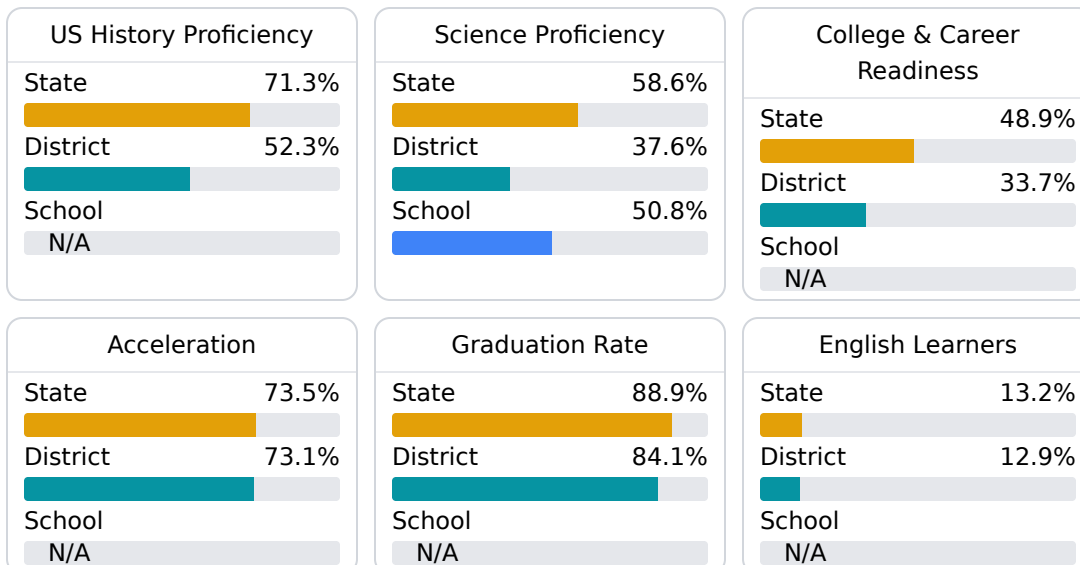 US History Proficiency
State 71.3%
District 52.3%
School
N/A
Science Proficiency
State 58.6%
District 37.6%
School 50.8%
College & Career
Readiness
State 48.9%
District 33.7%
School
N/A
Acceleration
State 73.5%
District 73.1%
School
N/A
Graduation Rate
State 88.9%
District 84.1%
School
N/A
English Learners
State 13.2%
District 12.9%
School
N/A